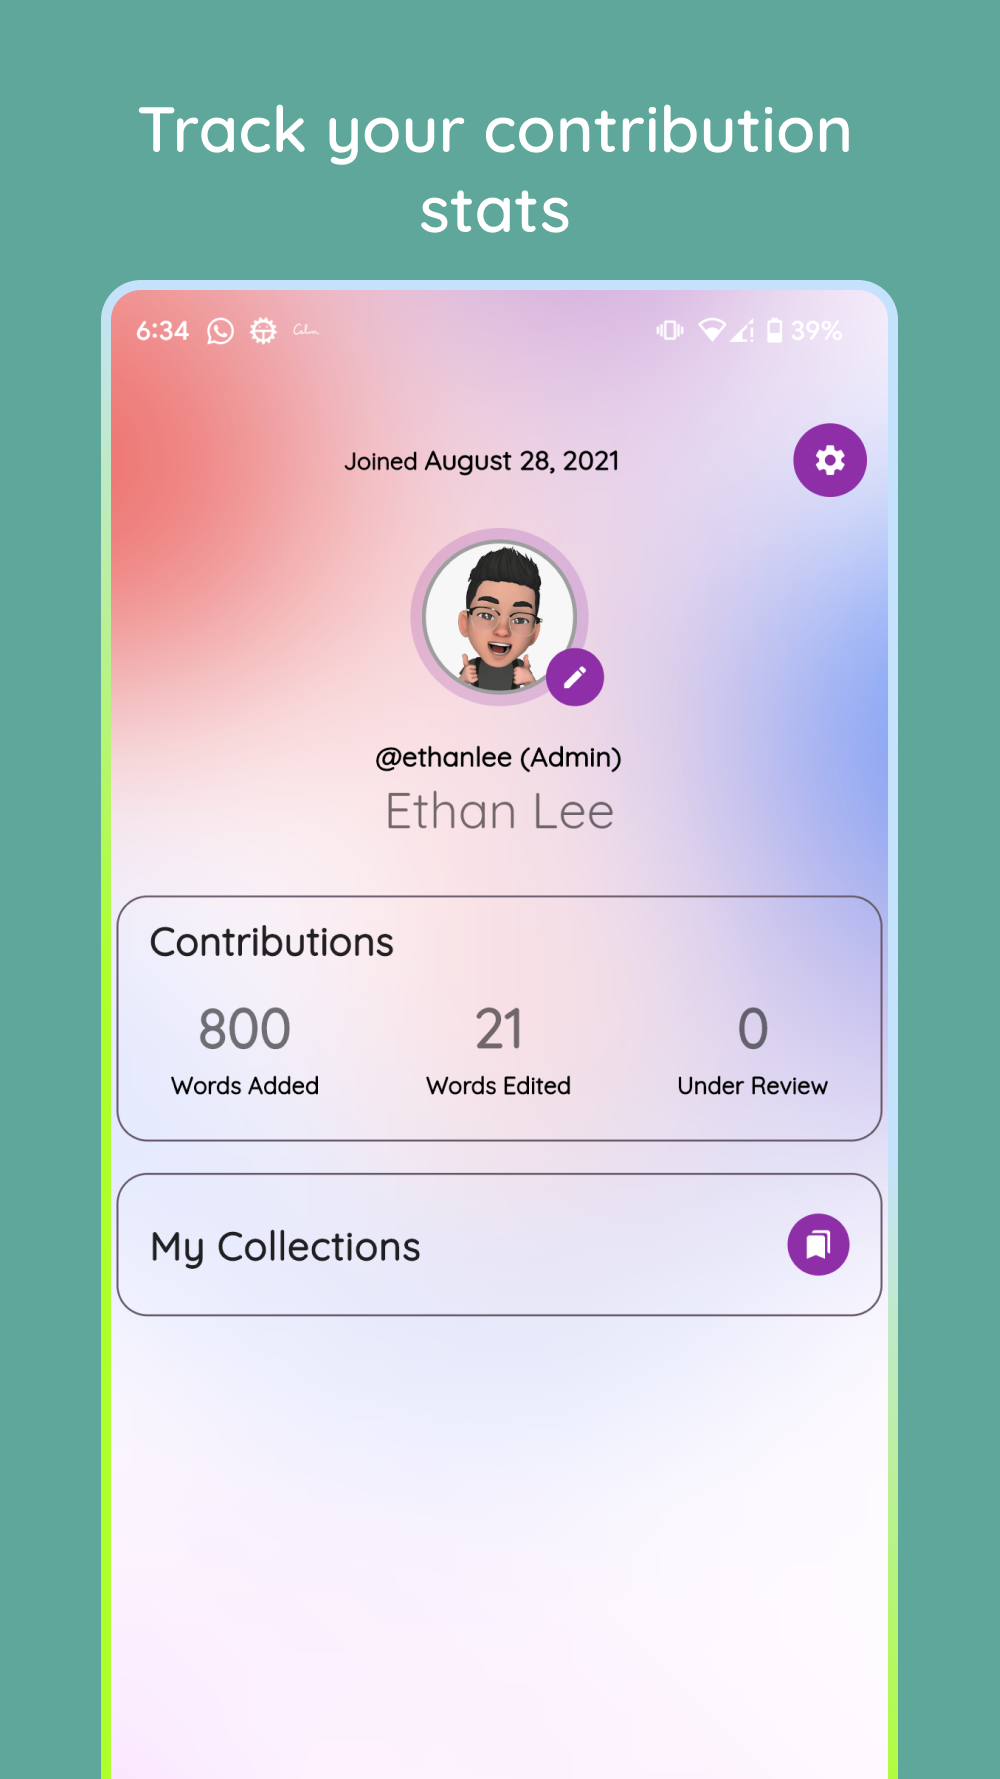 Track your contribution
stats
6:34 Calm 39%
Joined August 28, 2021
@ethanlee (Admin)
Ethan Lee
Contributions
800 21 0
Words Added Words Edited Under Review
My Collections